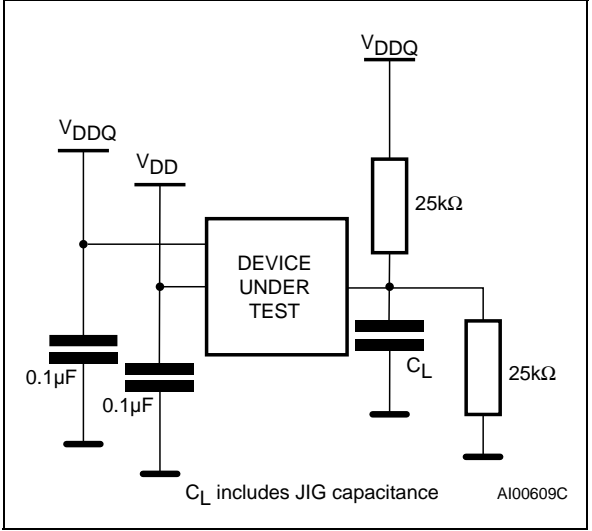 VDDQ
VDDQ
VDD
25kΩ
DEVICE
UNDER
TEST
0.1µF
0.1µF
CL
25kΩ
CL includes JIG capacitance
AI00609C